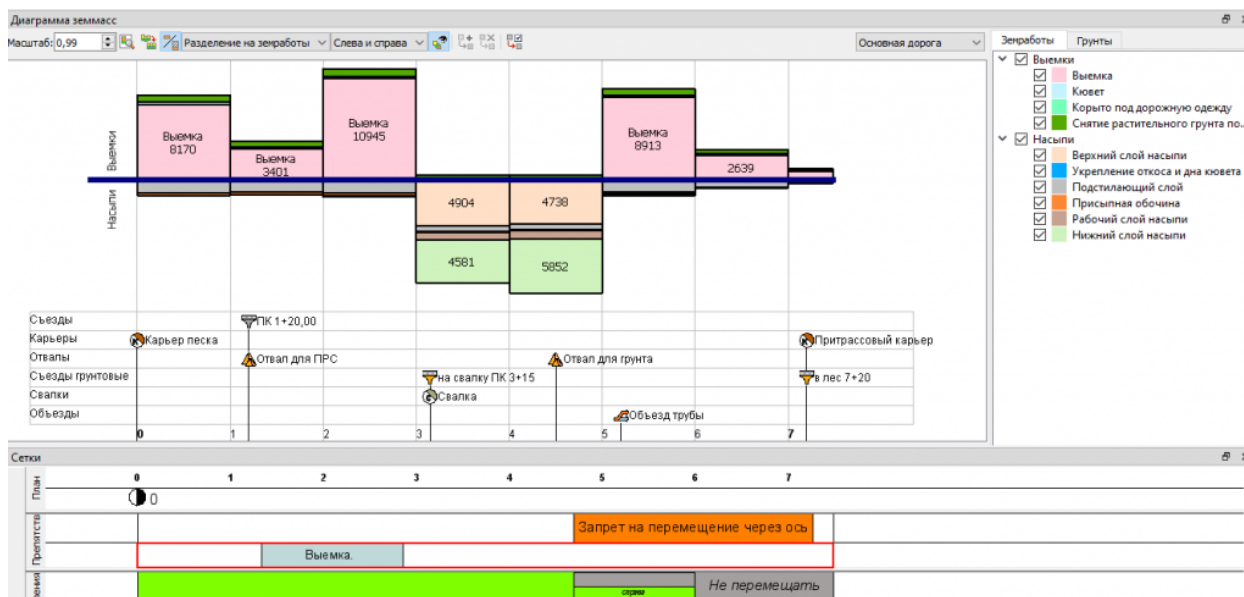 Диаграмма земмасс
Масштаб: 0,99 Разделение на земработы Слева и справа Основная дорога
Земработы Грунты
Выемки
Выемка
Кювет
Корыто под дорожную одежду
Снятие растительного грунта по...
Насыпи
Верхний слой насыпи
Укрепление откоса и дна кювета
Подстилающий слой
Присыпная обочина
Рабочий слой насыпи
Нижний слой насыпи
Выемки
Насыпи
Выемка
8170
Выемка
3401
Выемка
10945
Выемка
8913
2639
4904
4738
4581
5852
Съезды
ПК 1+20,00
Карьеры
Карьер песка
Притрассовый карьер
Отвалы
Отвал для ПРС
Отвал для грунта
Съезды грунтовые
на свалку ПК 3+15
в лес 7+20
Свалки
Свалка
Объезды
Объезд трубы
0 1 2 3 4 5 6 7
Сетки
План
0 1 2 3 4 5 6 7
0
Препятств
Запрет на перемещение через ось
Выемка.
ения
справа
Не перемещать